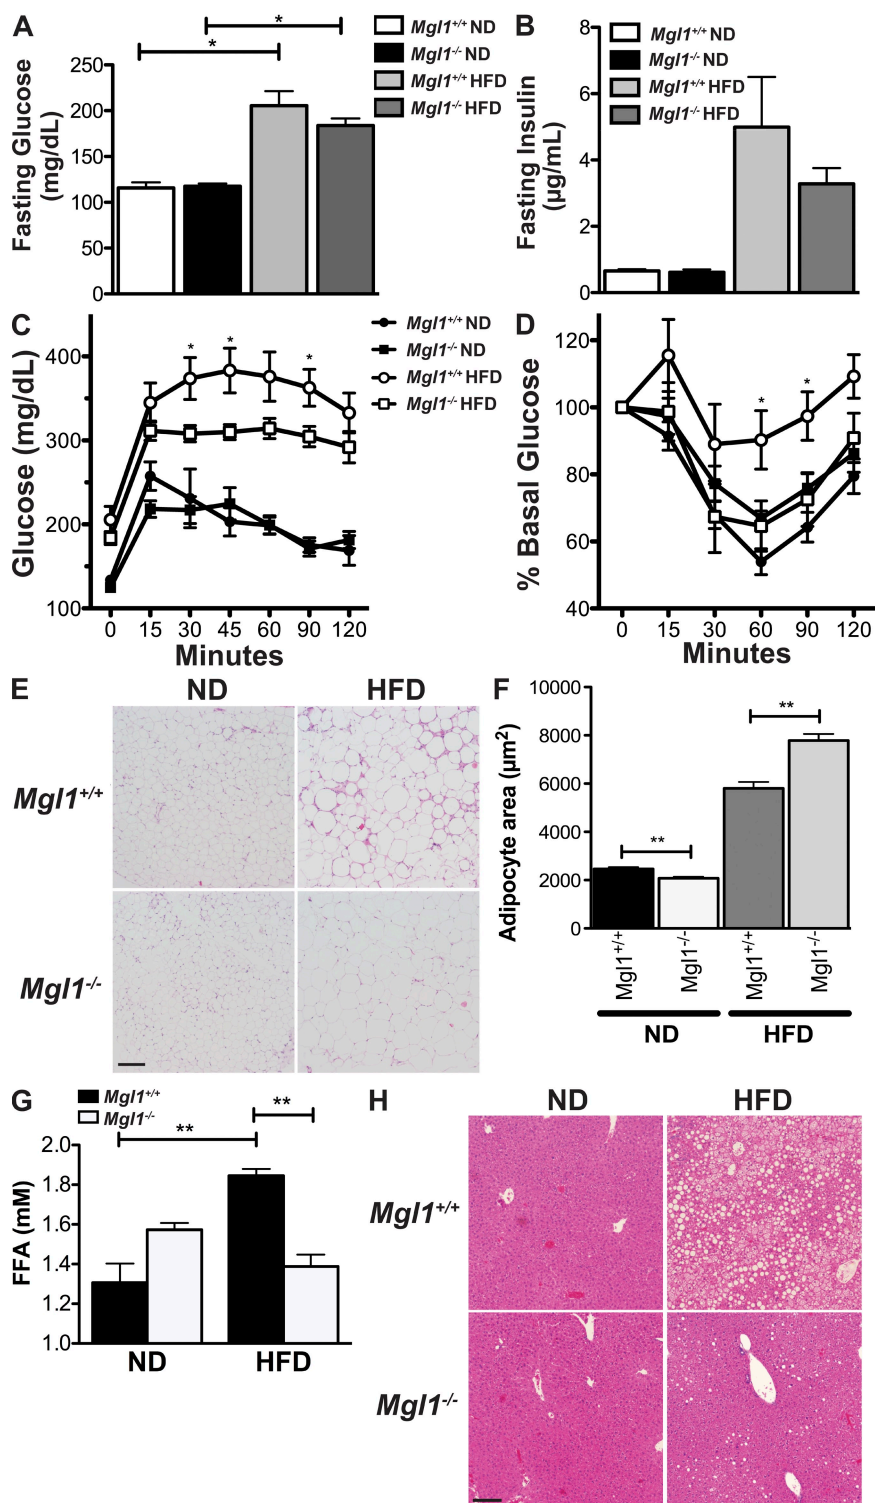 A
*
*
Mgl1+/+ ND
Mgl1-/- ND
Mgl1+/+ HFD
Mgl1-/- HFD
Fasting Glucose
(mg/dL)
250
200
150
100
50
0
B
Mgl1+/+ ND
Mgl1-/- ND
Mgl1+/+ HFD
Mgl1-/- HFD
Fasting Insulin
(µg/mL)
8
6
4
2
0
C
Mgl1+/+ ND
Mgl1-/- ND
Mgl1+/+ HFD
Mgl1-/- HFD
Glucose (mg/dL)
400
300
200
100
* * *
0 15 30 45 60 90 120
Minutes
D
% Basal Glucose
120
100
80
60
40
* *
0 15 30 60 90 120
Minutes
E
ND HFD
Mgl1+/+
Mgl1-/-
F
Adipocyte area (µm²)
10000
8000
6000
4000
2000
0
**
**
Mgl1+/+
Mgl1-/-
Mgl1+/+
Mgl1-/-
ND HFD
G
Mgl1+/+
Mgl1-/-
**
**
FFA (mM)
2.0
1.8
1.6
1.4
1.2
1.0
ND HFD
H
ND HFD
Mgl1+/+
Mgl1-/-